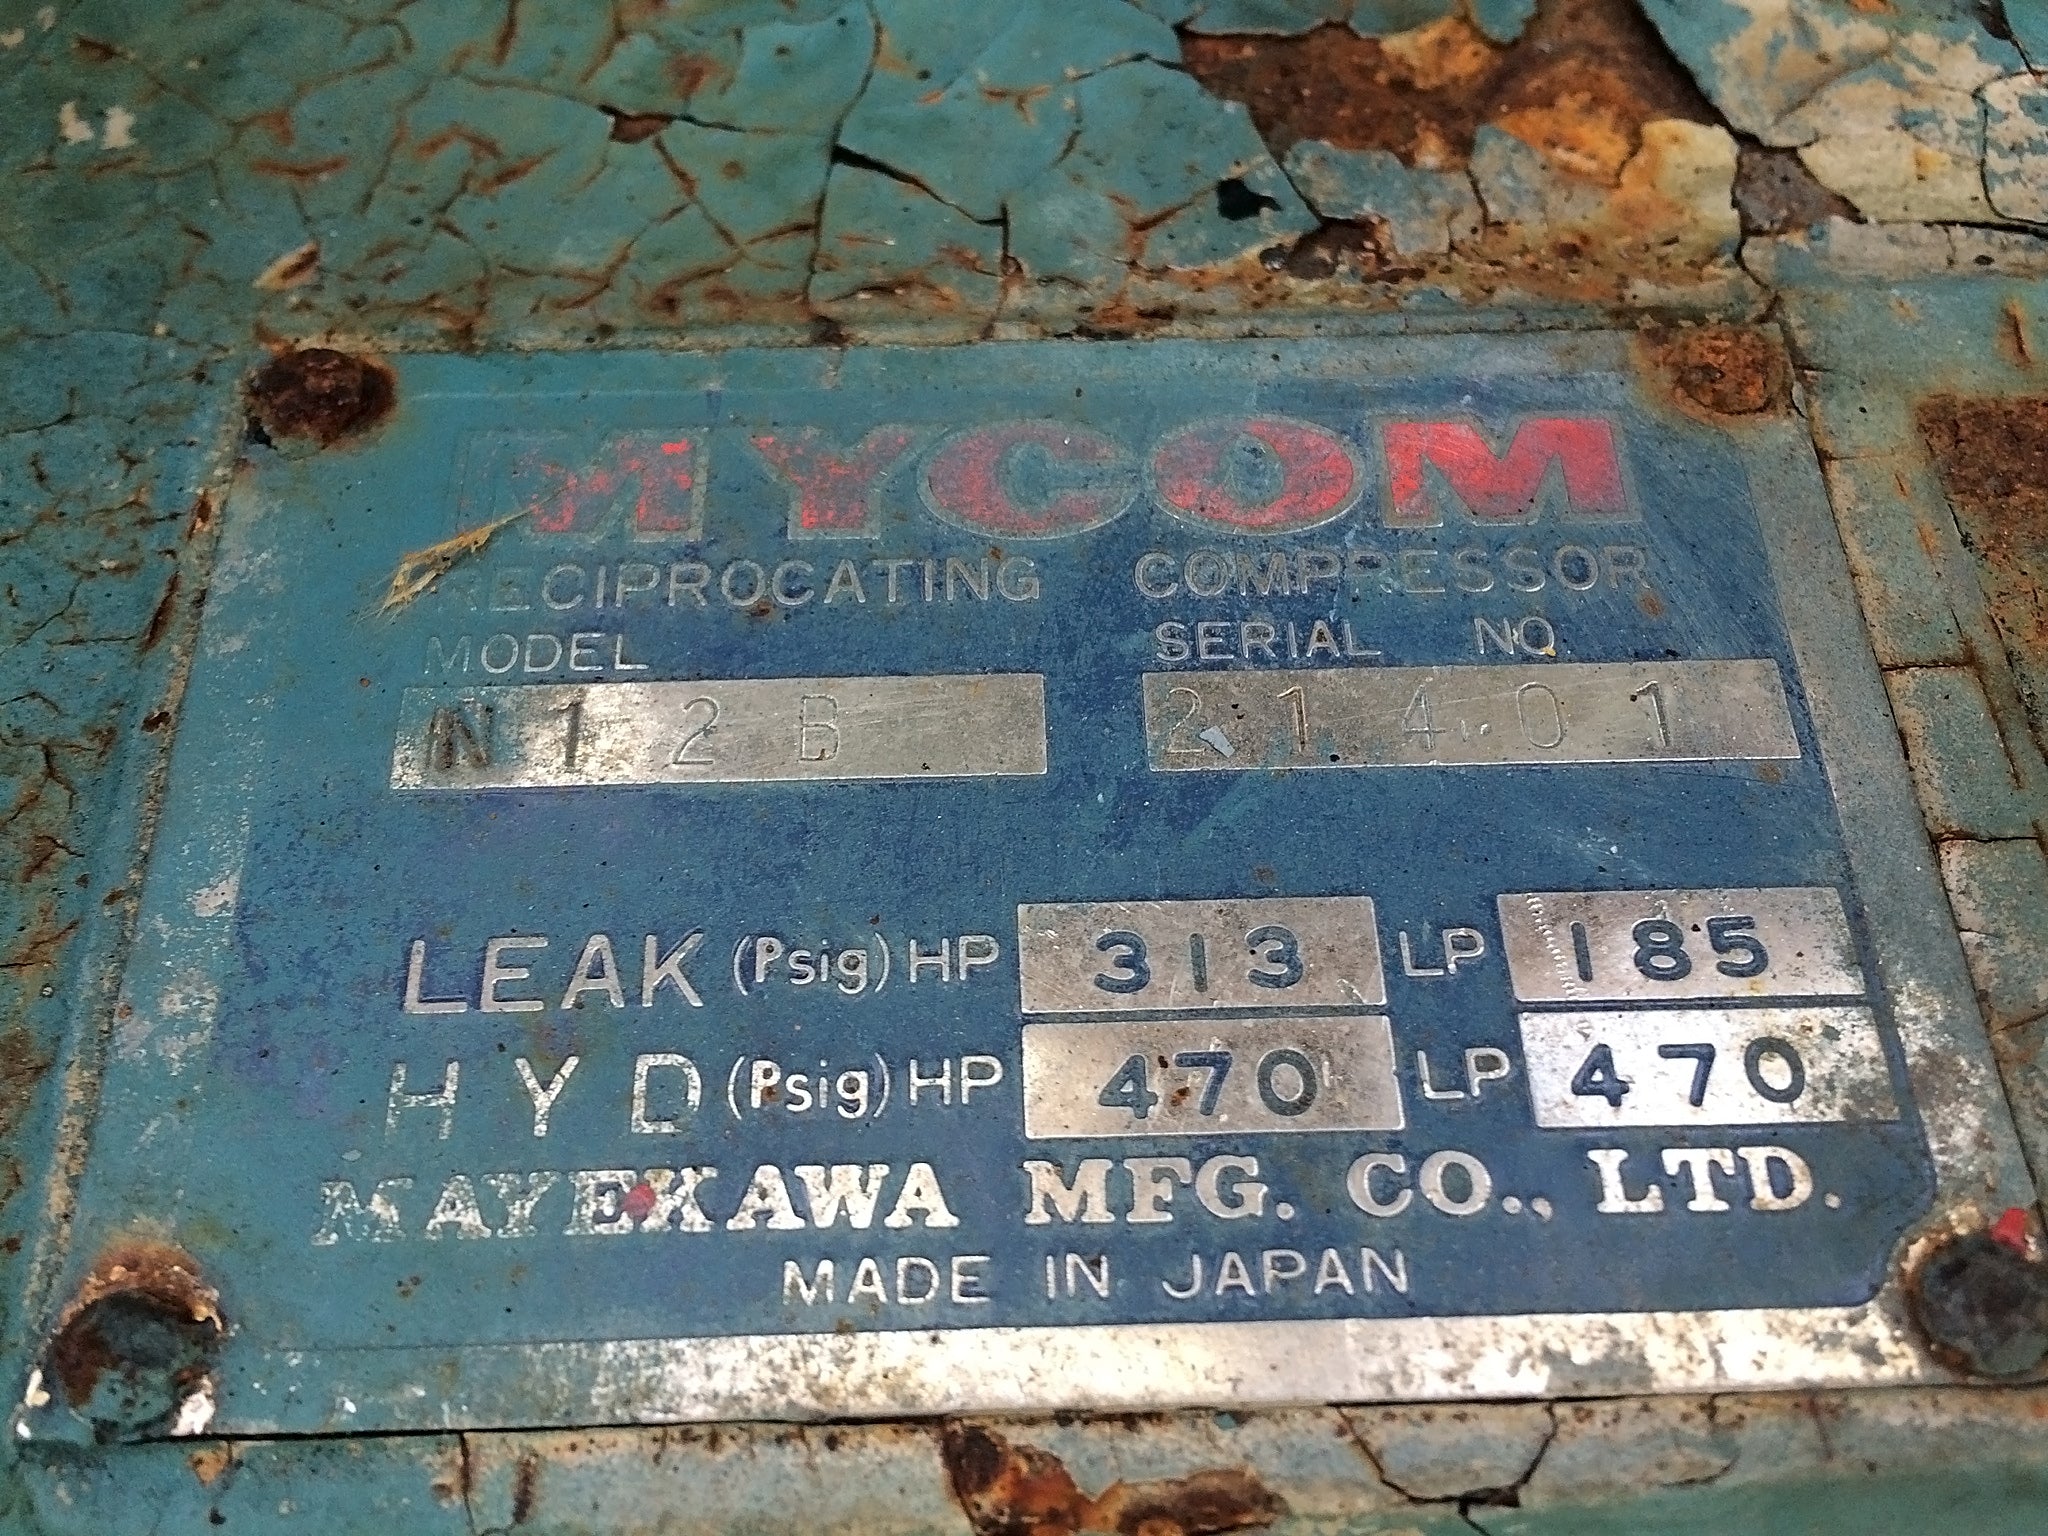 MYCOM
RECIPROCATING COMPRESSOR
MODEL SERIAL NO
N12B 21401
LEAK (Psig) HP 313 LP 185
HYD (Psig) HP 470 LP 470
MAYEKAWA MFG. CO., LTD.
MADE IN JAPAN